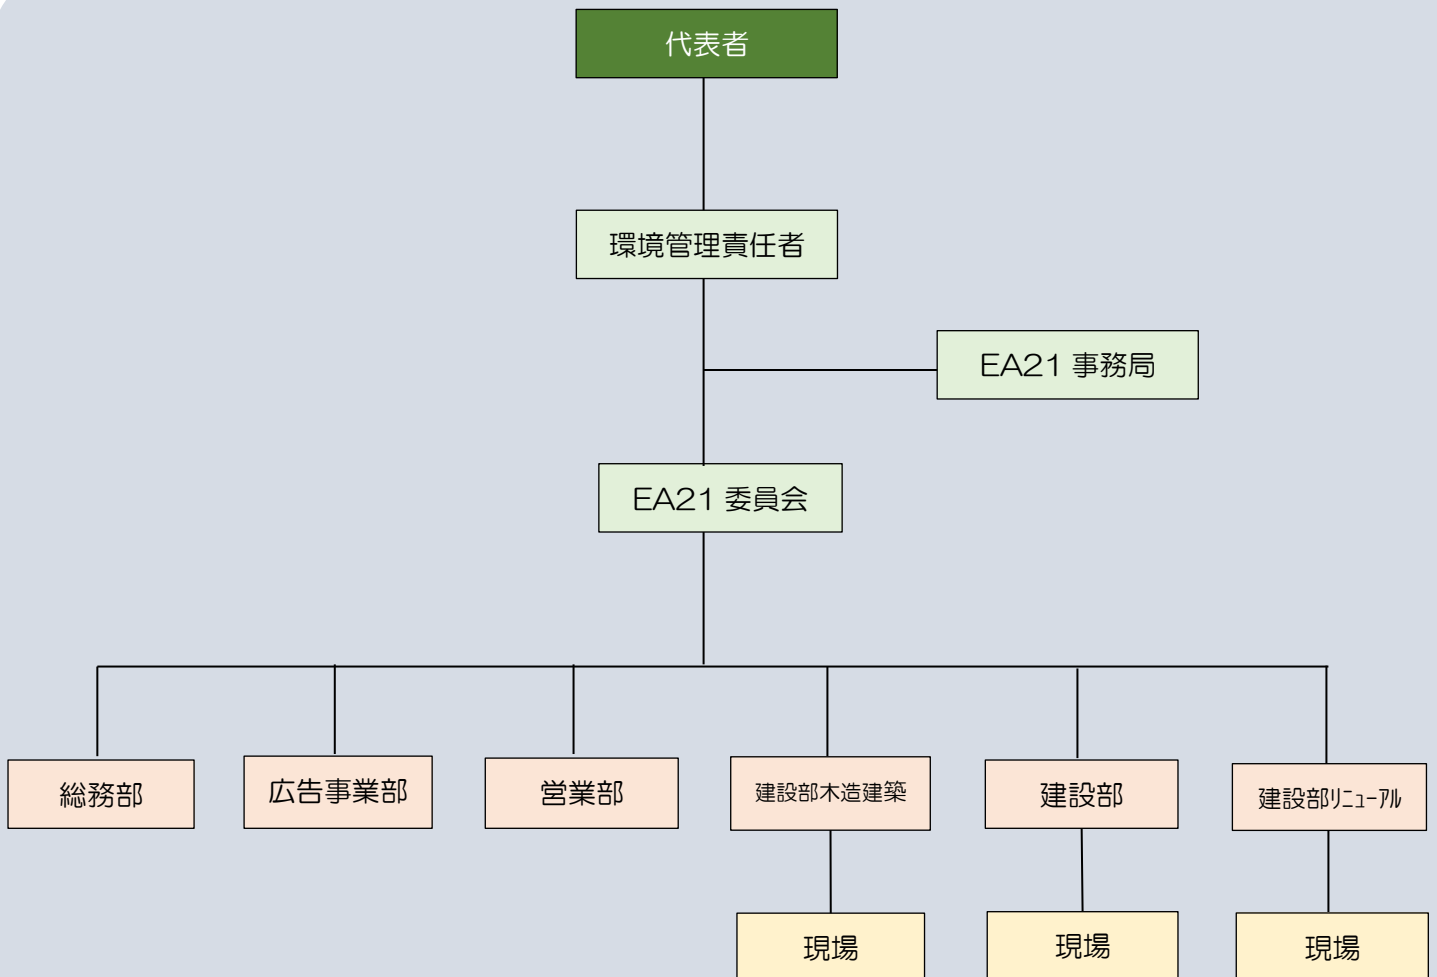 代表者
環境管理責任者
EA21 事務局
EA21 委員会
総務部
広告事業部
営業部
建設部木造建築
建設部
建設部ﾘﾆｭｰｱﾙ
現場
現場
現場